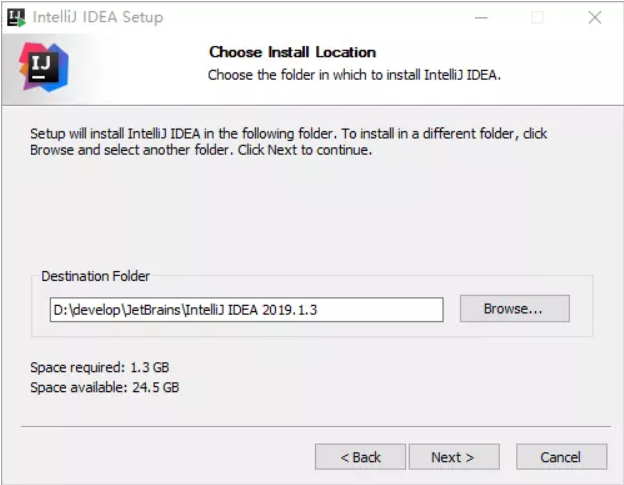 IntelliJ IDEA Setup
IJ
Choose Install Location
Choose the folder in which to install IntelliJ IDEA.
Setup will install IntelliJ IDEA in the following folder. To install in a different folder, click
Browse and select another folder. Click Next to continue.
Destination Folder
D:\develop\JetBrains\IntelliJ IDEA 2019.1.3
Browse...
Space required: 1.3 GB
Space available: 24.5 GB
< Back
Next >
Cancel